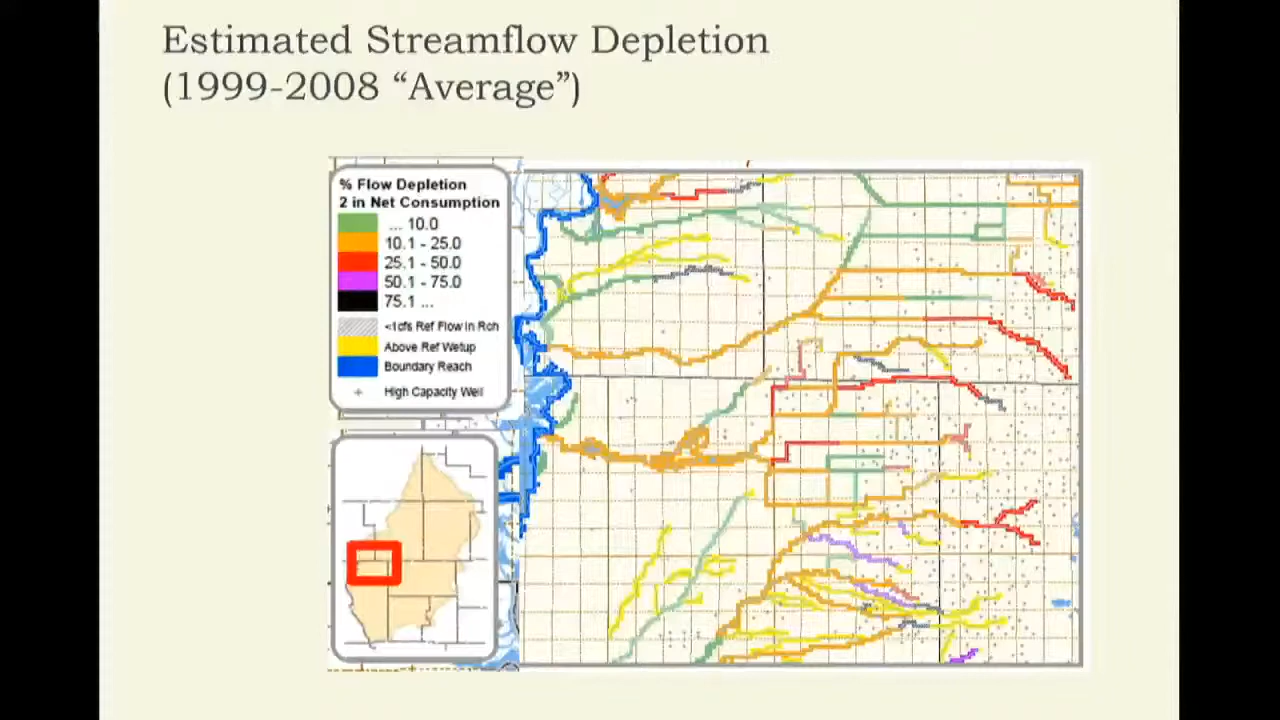 Estimated Streamflow Depletion
(1999-2008 “Average”)
% Flow Depletion
2 in Net Consumption
... 10.0
10.1 - 25.0
25.1 - 50.0
50.1 - 75.0
75.1 ...
<1cfs Ref Flow in Rch
Above Ref Wetup
Boundary Reach
High Capacity Well